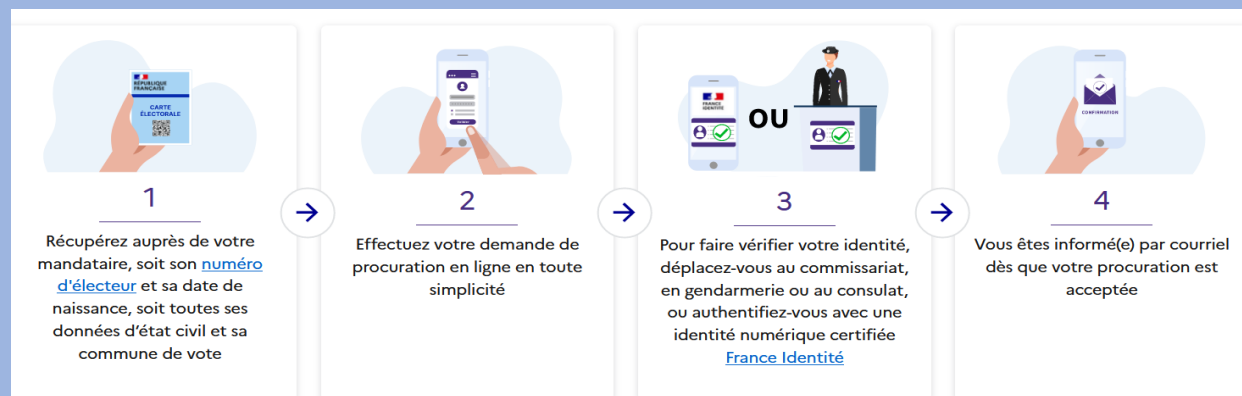 RÉPUBLIQUE
FRANÇAISE
CARTE
ÉLECTORALE
1
Récupérez auprès de votre
mandataire, soit son numéro
d'électeur et sa date de
naissance, soit toutes ses
données d'état civil et sa
commune de vote
2
Effectuez votre demande de
procuration en ligne en toute
simplicité
FRANCE
IDENTITÉ
OU
3
Pour faire vérifier votre identité,
déplacez-vous au commissariat,
en gendarmerie ou au consulat,
ou authentifiez-vous avec une
identité numérique certifiée
France Identité
CONFIRMATION
4
Vous êtes informé(e) par courriel
dès que votre procuration est
acceptée